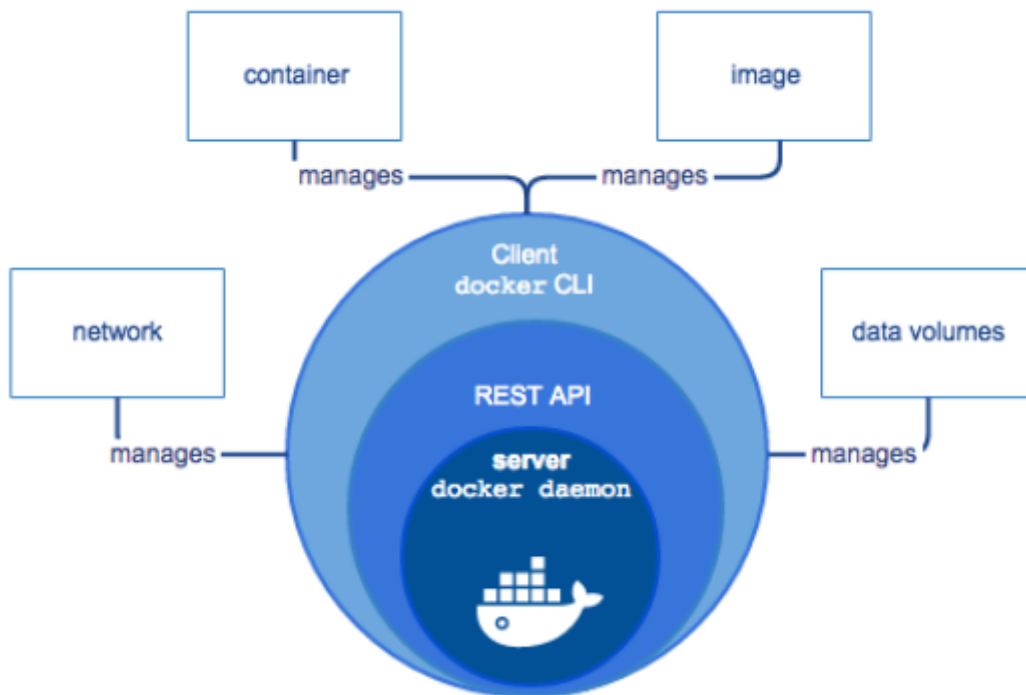 container
image
manages
manages
Client
docker CLI
network
data volumes
REST API
manages
manages
server
docker daemon